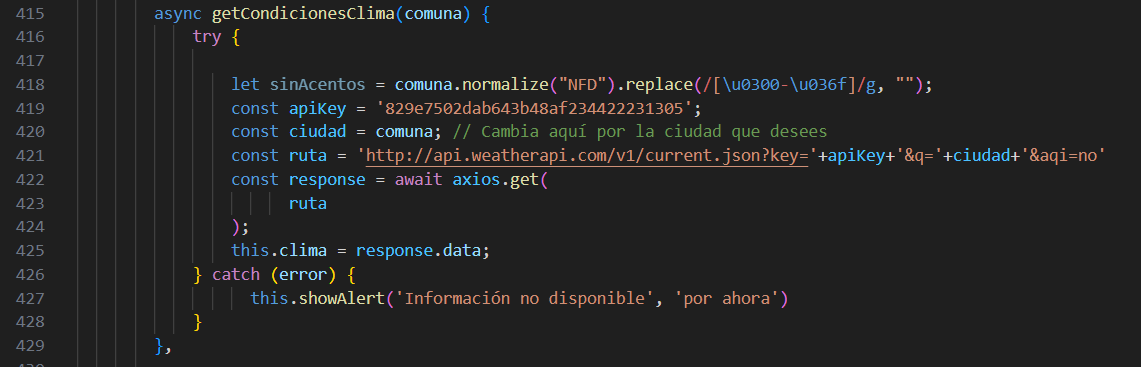 415 async getCondicionesClima(comuna) {
416 try {
417
418 let sinAcentos = comuna.normalize("NFD").replace(/[\u0300-\u036f]/g, "");
419 const apiKey = '829e7502dab643b48af234422231305';
420 const ciudad = comuna; // Cambia aquí por la ciudad que desees
421 const ruta = 'http://api.weatherapi.com/v1/current.json?key='+apiKey+'&q='+ciudad+'&aqi=no'
422 const response = await axios.get(
423 ruta
424 );
425 this.clima = response.data;
426 } catch (error) {
427 this.showAlert('Información no disponible', 'por ahora')
428 }
429 },